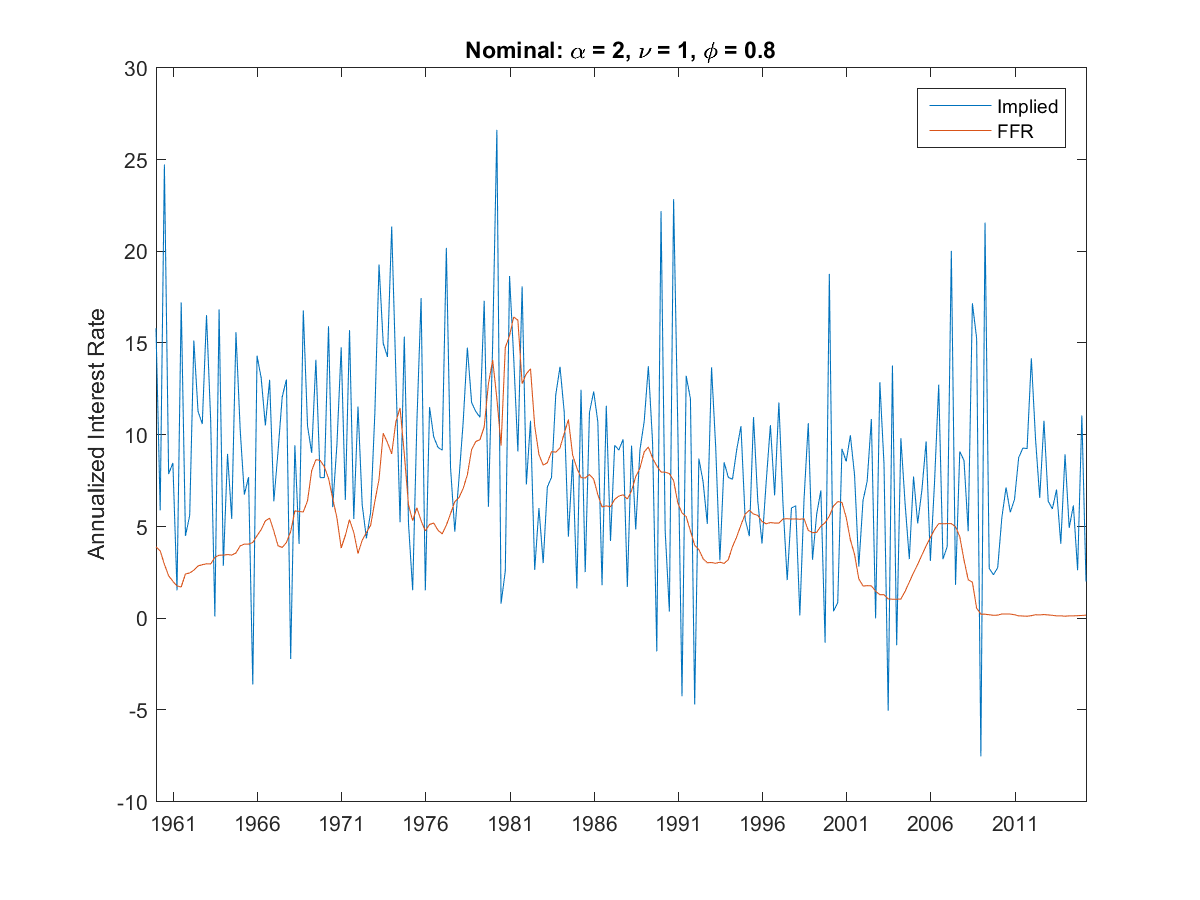 Nominal: α = 2, ν = 1, ϕ = 0.8
Implied
FFR
Annualized Interest Rate
30
25
20
15
10
5
0
-5
-10
1961 1966 1971 1976 1981 1986 1991 1996 2001 2006 2011